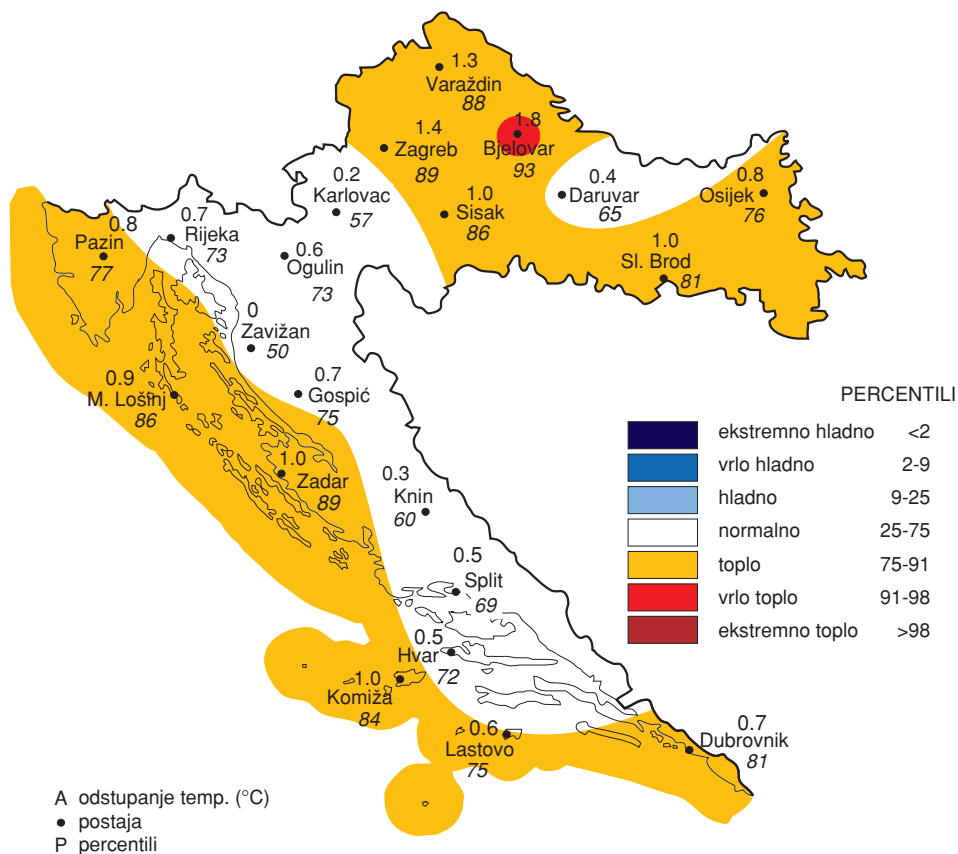 1.3
Varaždin
88
1.4
Zagreb
89
1.8
Bjelovar
93
0.2
Karlovac
57
1.0
Sisak
86
0.4
Daruvar
65
0.8
Osijek
76
1.0
Sl. Brod
81
0.8
Pazin
77
0.7
Rijeka
73
0.6
Ogulin
73
0
Zavižan
50
0.9
M. Lošinj
86
0.7
Gospić
75
1.0
Zadar
89
0.3
Knin
60
0.5
Split
69
0.5
Hvar
72
1.0
Komiža
84
0.6
Lastovo
75
0.7
Dubrovnik
81
PERCENTILI
ekstremno hladno <2
vrlo hladno 2-9
hladno 9-25
normalno 25-75
toplo 75-91
vrlo toplo 91-98
ekstremno toplo >98
A odstupanje temp. (°C)
● postaja
P percentili